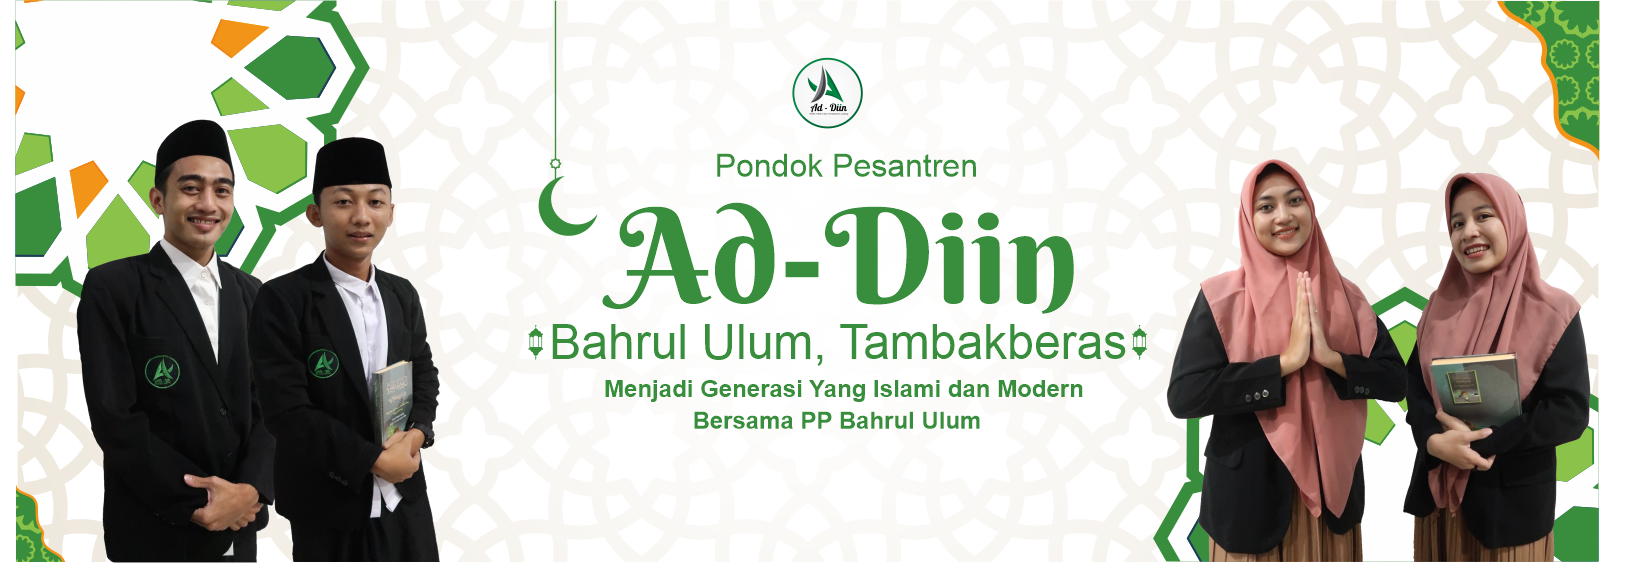 Ad - Diin
Pondok Pesantren
Ad-Diin
Bahrul Ulum, Tambakberas
Menjadi Generasi Yang Islami dan Modern
Bersama PP Bahrul Ulum